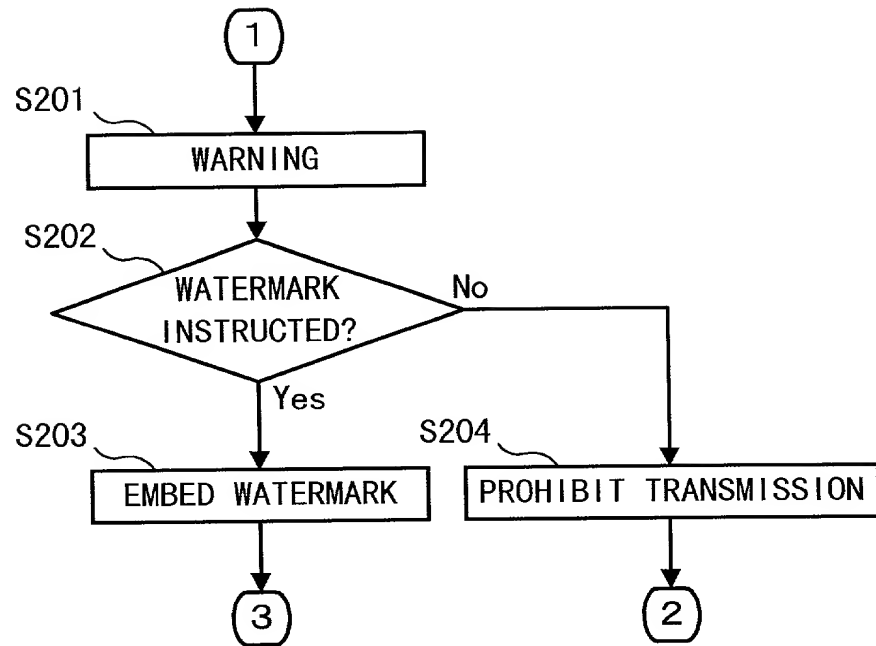 1
S201
WARNING
S202
WATERMARK
INSTRUCTED?
No
Yes
S203
EMBED WATERMARK
S204
PROHIBIT TRANSMISSION
3
2